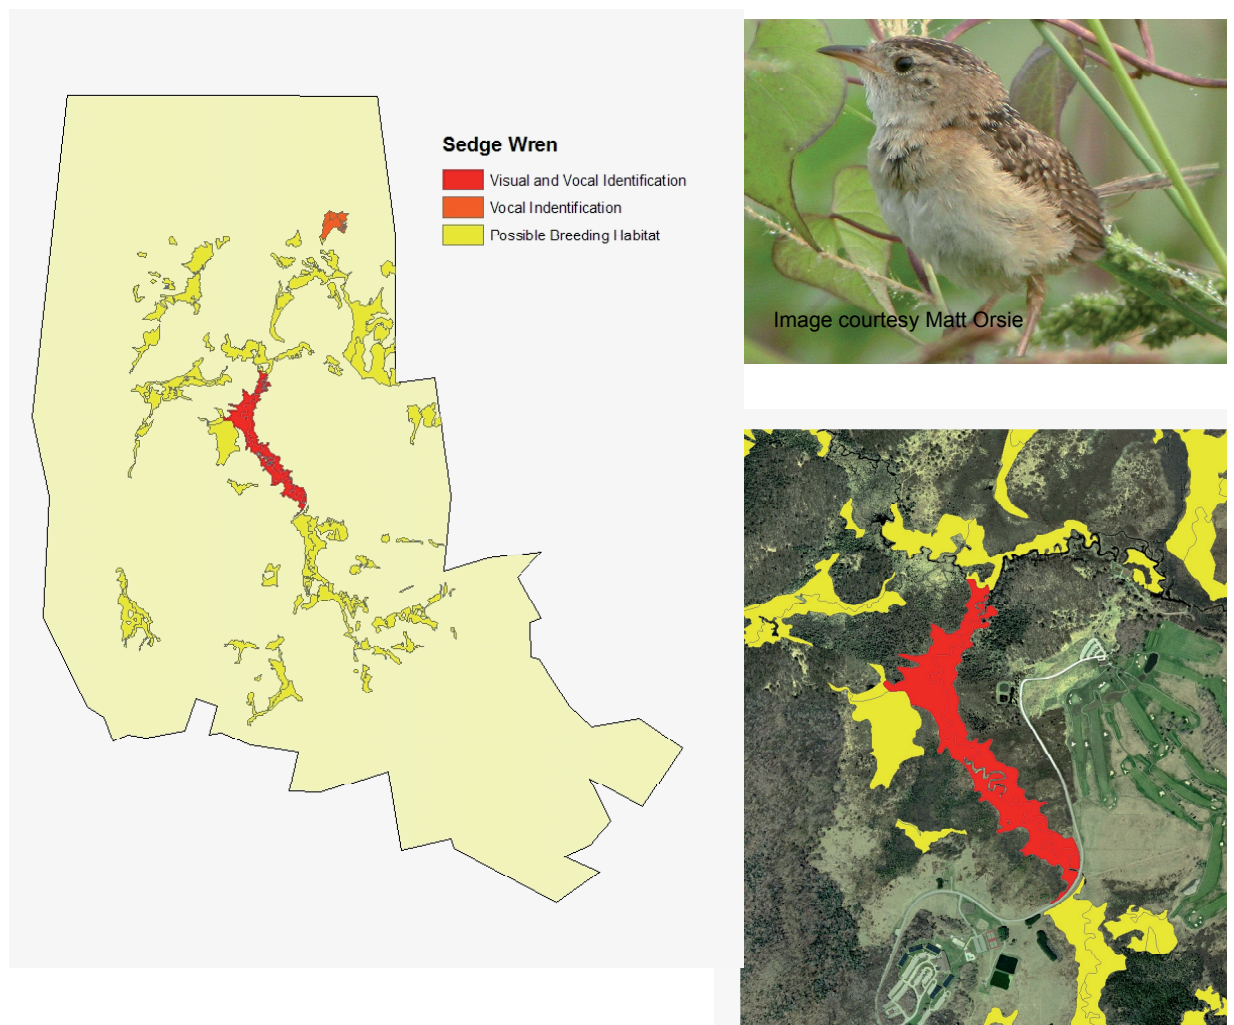 Sedge Wren
Visual and Vocal Identification
Vocal Indentification
Possible Breeding Habitat
Image courtesy Matt Orsie